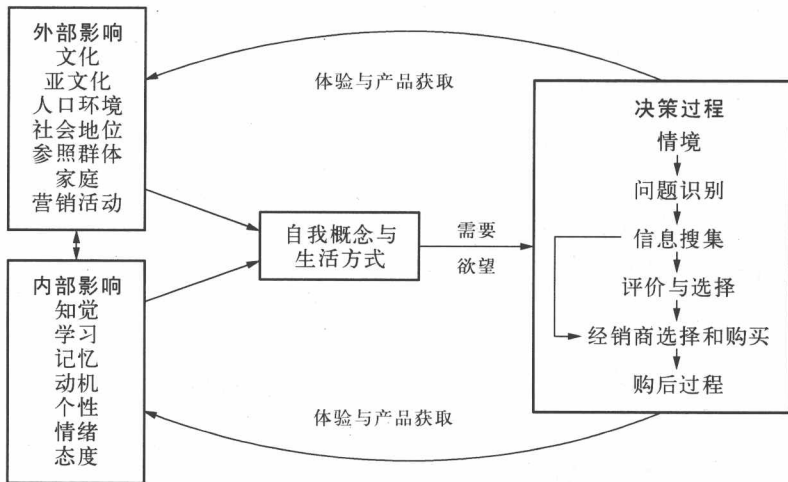 外部影响
文化
亚文化
人口环境
社会地位
参照群体
家庭
营销活动
内部影响
知觉
学习
记忆
动机
个性
情绪
态度
体验与产品获取
自我概念与
生活方式
需要
欲望
体验与产品获取
决策过程
情境
问题识别
信息搜集
评价与选择
经销商选择和购买
购后过程